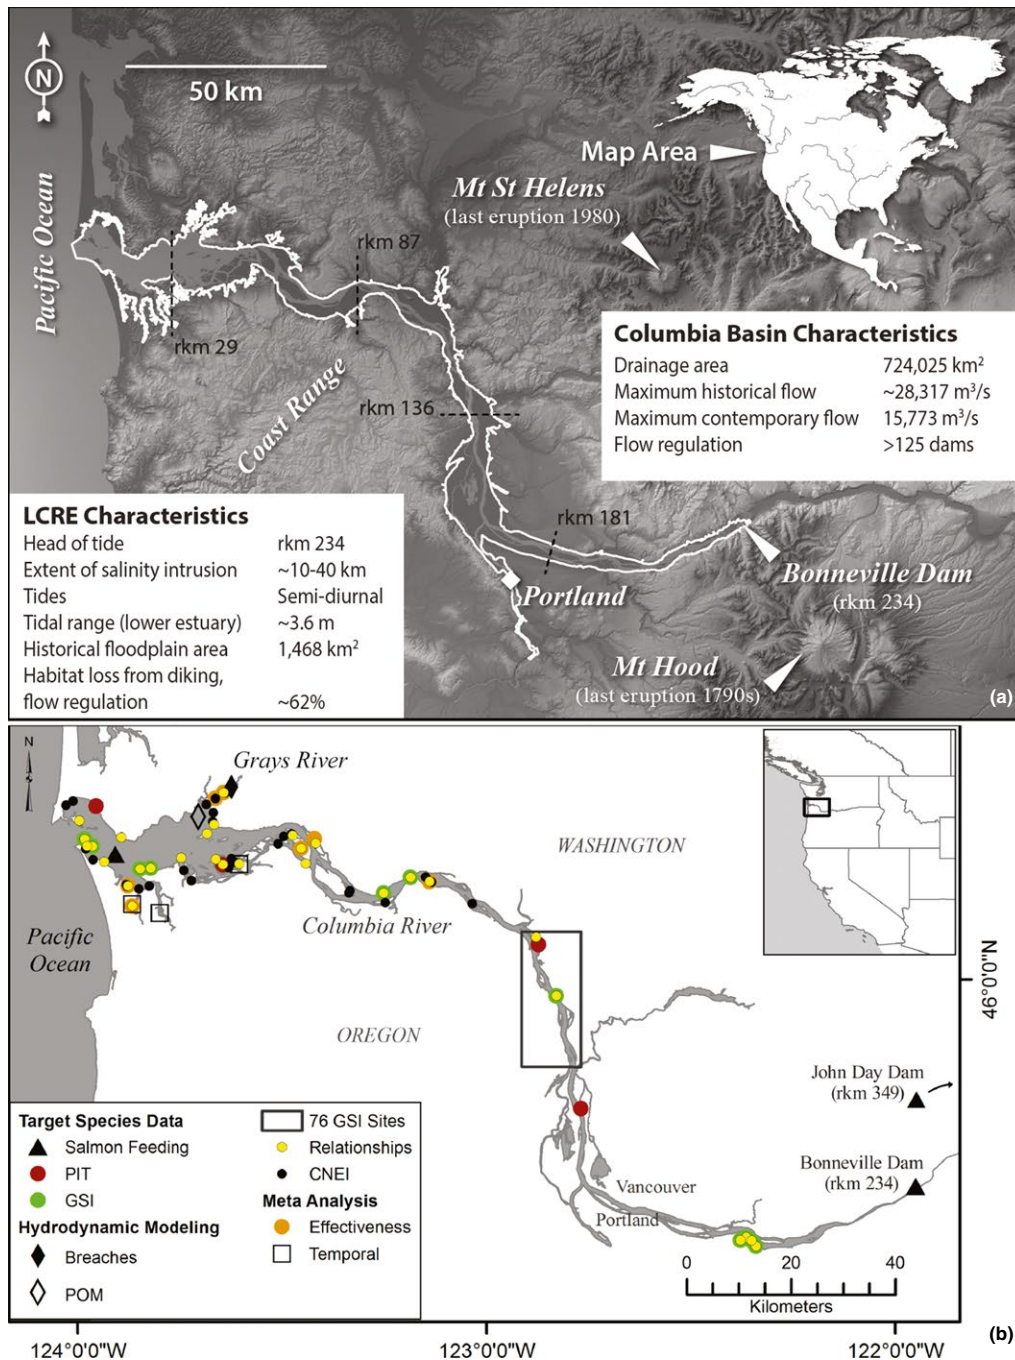 N
50 km
Pacific Ocean
Map Area
Mt St Helens
(last eruption 1980)
rkm 87
rkm 29
Coast Range
rkm 136
Columbia Basin Characteristics
Drainage area 724,025 km²
Maximum historical flow ~28,317 m³/s
Maximum contemporary flow 15,773 m³/s
Flow regulation >125 dams
LCRE Characteristics
Head of tide rkm 234
Extent of salinity intrusion ~10-40 km
Tides Semi-diurnal
Tidal range (lower estuary) ~3.6 m
Historical floodplain area 1,468 km²
Habitat loss from diking,
flow regulation ~62%
rkm 181
Portland
Bonneville Dam
(rkm 234)
Mt Hood
(last eruption 1790s)
(a)
N
Grays River
WASHINGTON
Columbia River
Pacific
Ocean
OREGON
46°0'0"N
John Day Dam
(rkm 349)
Bonneville Dam
(rkm 234)
Vancouver
Portland
Target Species Data
Salmon Feeding
PIT
GSI
Hydrodynamic Modeling
Breaches
POM
76 GSI Sites
Relationships
CNEI
Meta Analysis
Effectiveness
Temporal
0 20 40
Kilometers
(b)
124°0'0"W 123°0'0"W 122°0'0"W